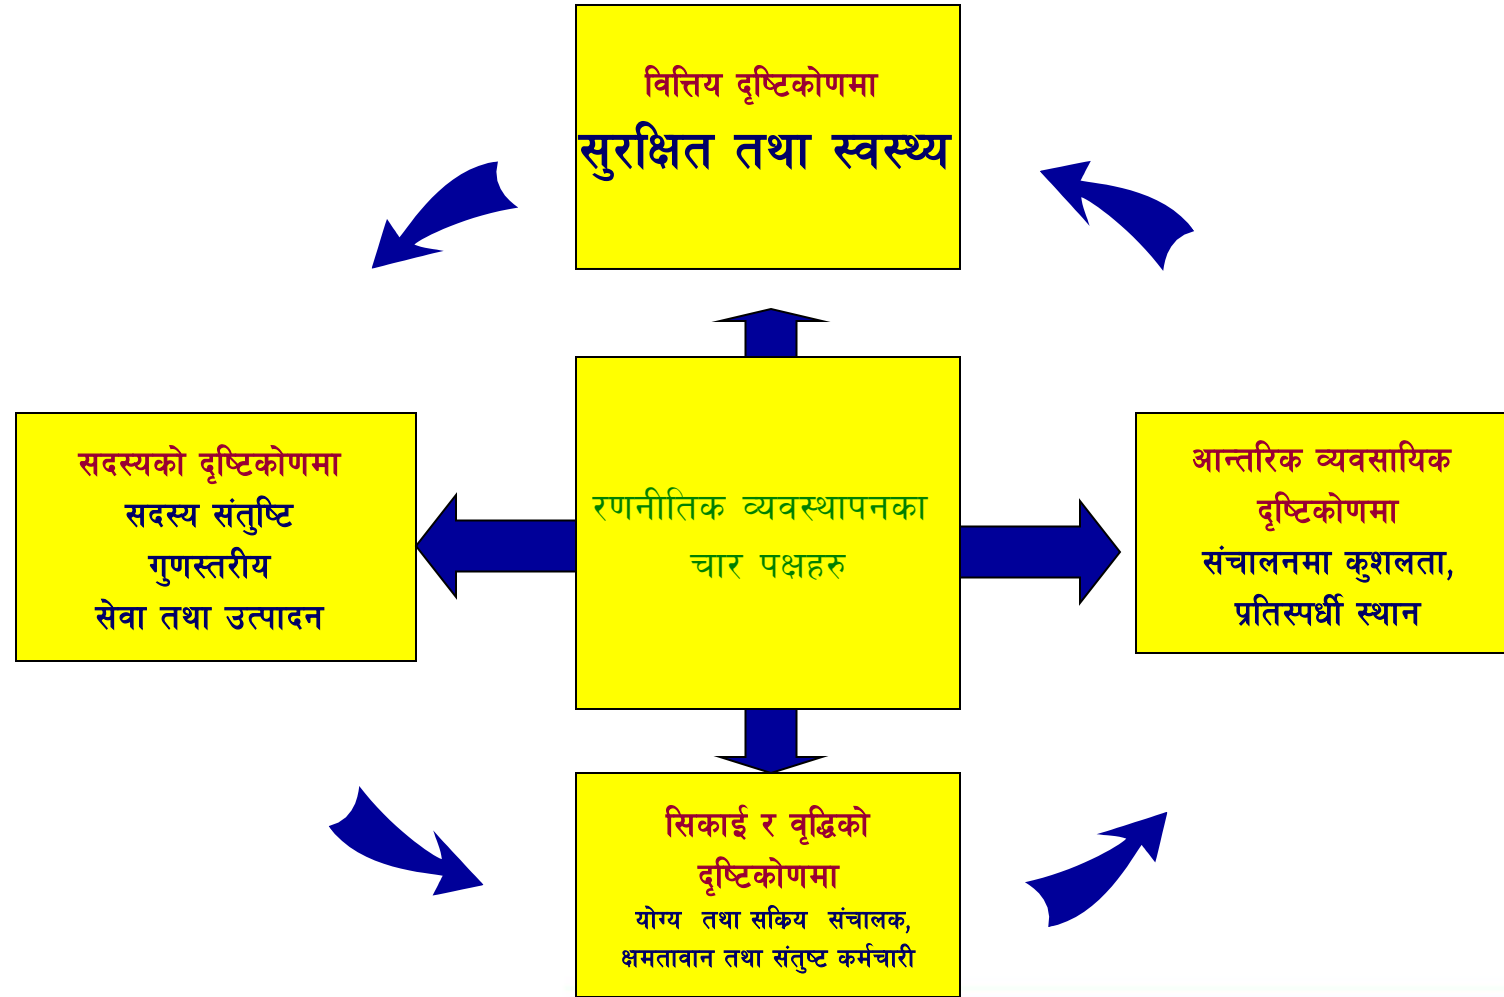 वित्तिय दृष्टिकोणमा
सुरक्षित तथा स्वस्थ्य
सदस्यको दृष्टिकोणमा
सदस्य संतुष्टि
गुणस्तरीय
सेवा तथा उत्पादन
रणनीतिक व्यवस्थापनका
चार पक्षहरु
आन्तरिक व्यवसायिक
दृष्टिकोणमा
संचालनमा कुशलता,
प्रतिस्पर्धी स्थान
सिकाई र वृद्धिको
दृष्टिकोणमा
योग्य तथा सक्रिय संचालक,
क्षमतावान तथा संतुष्ट कर्मचारी